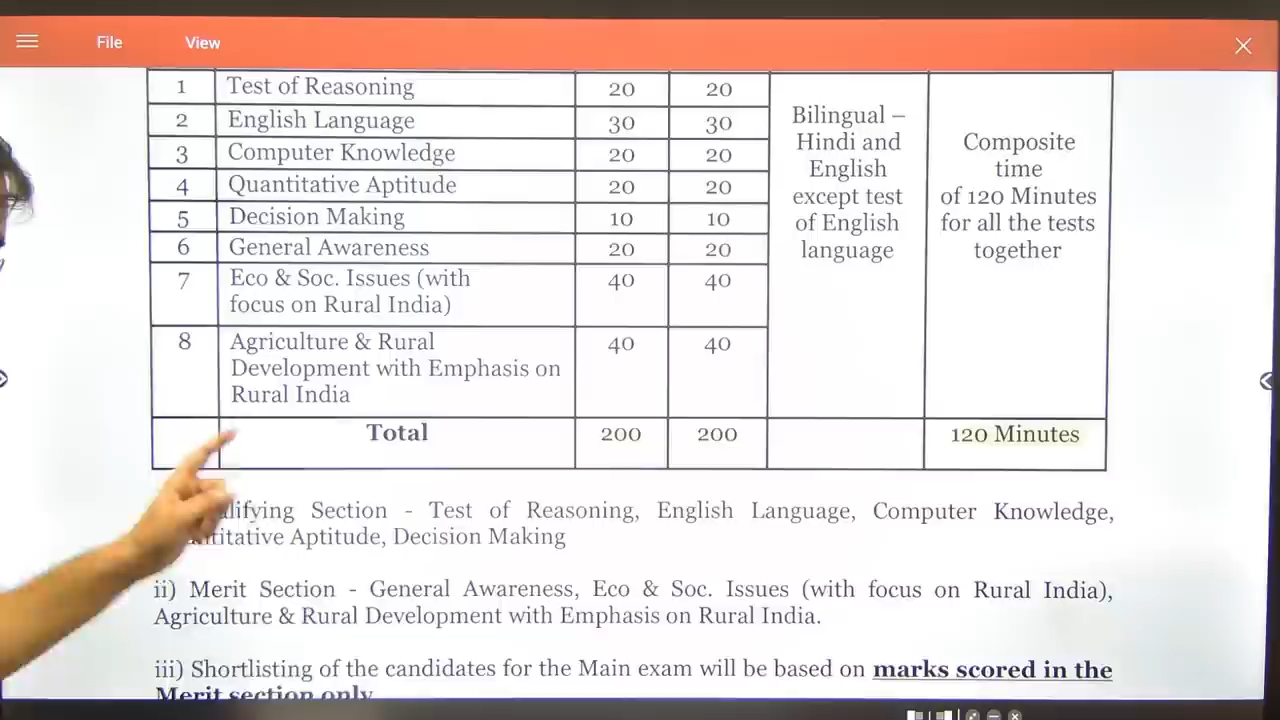 File View
1 Test of Reasoning 20 20
2 English Language 30 30
3 Computer Knowledge 20 20
4 Quantitative Aptitude 20 20
5 Decision Making 10 10
6 General Awareness 20 20
7 Eco & Soc. Issues (with
focus on Rural India) 40 40
8 Agriculture & Rural
Development with Emphasis on
Rural India 40 40
Bilingual –
Hindi and
English
except test
of English
language
Composite
time
of 120 Minutes
for all the tests
together
Total 200 200 120 Minutes
Section - Test of Reasoning, English Language, Computer Knowledge,
Aptitude, Decision Making
ii) Merit Section - General Awareness, Eco & Soc. Issues (with focus on Rural India),
Agriculture & Rural Development with Emphasis on Rural India.
iii) Shortlisting of the candidates for the Main exam will be based on marks scored in the
Merit section only